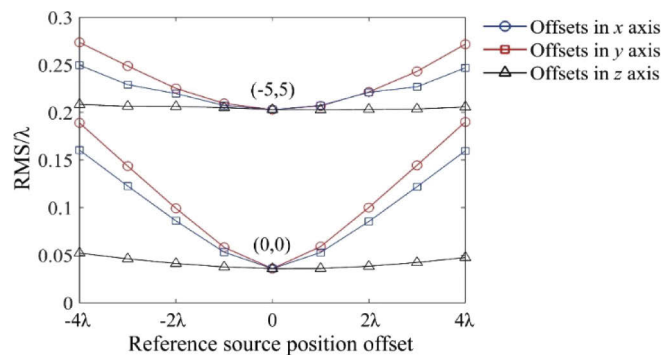 0.3
0.25
0.2
0.15
0.1
0.05
0
RMS/λ
(-5,5)
(0,0)
-4λ
-2λ
0
2λ
4λ
Reference source position offset
Offsets in x axis
Offsets in y axis
Offsets in z axis